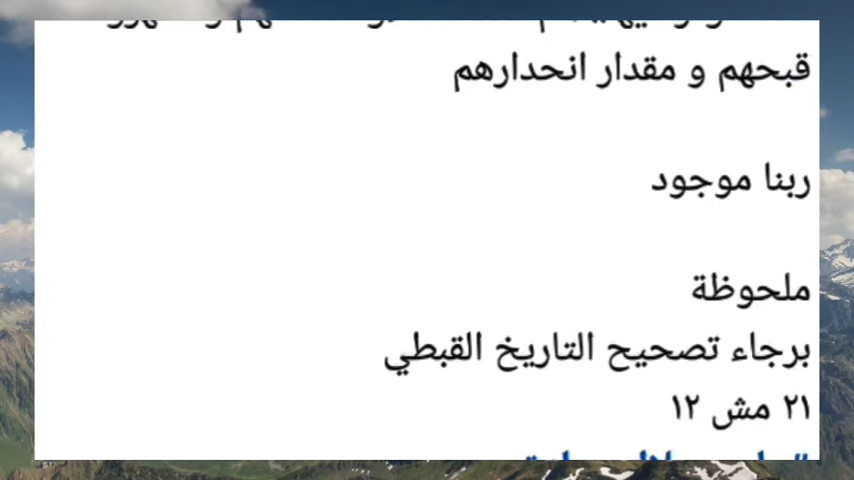 قبحهم و مقدار انحدارهم
ربنا موجود
ملحوظة
برجاء تصحيح التاريخ القبطي
٢١ مش ١٢